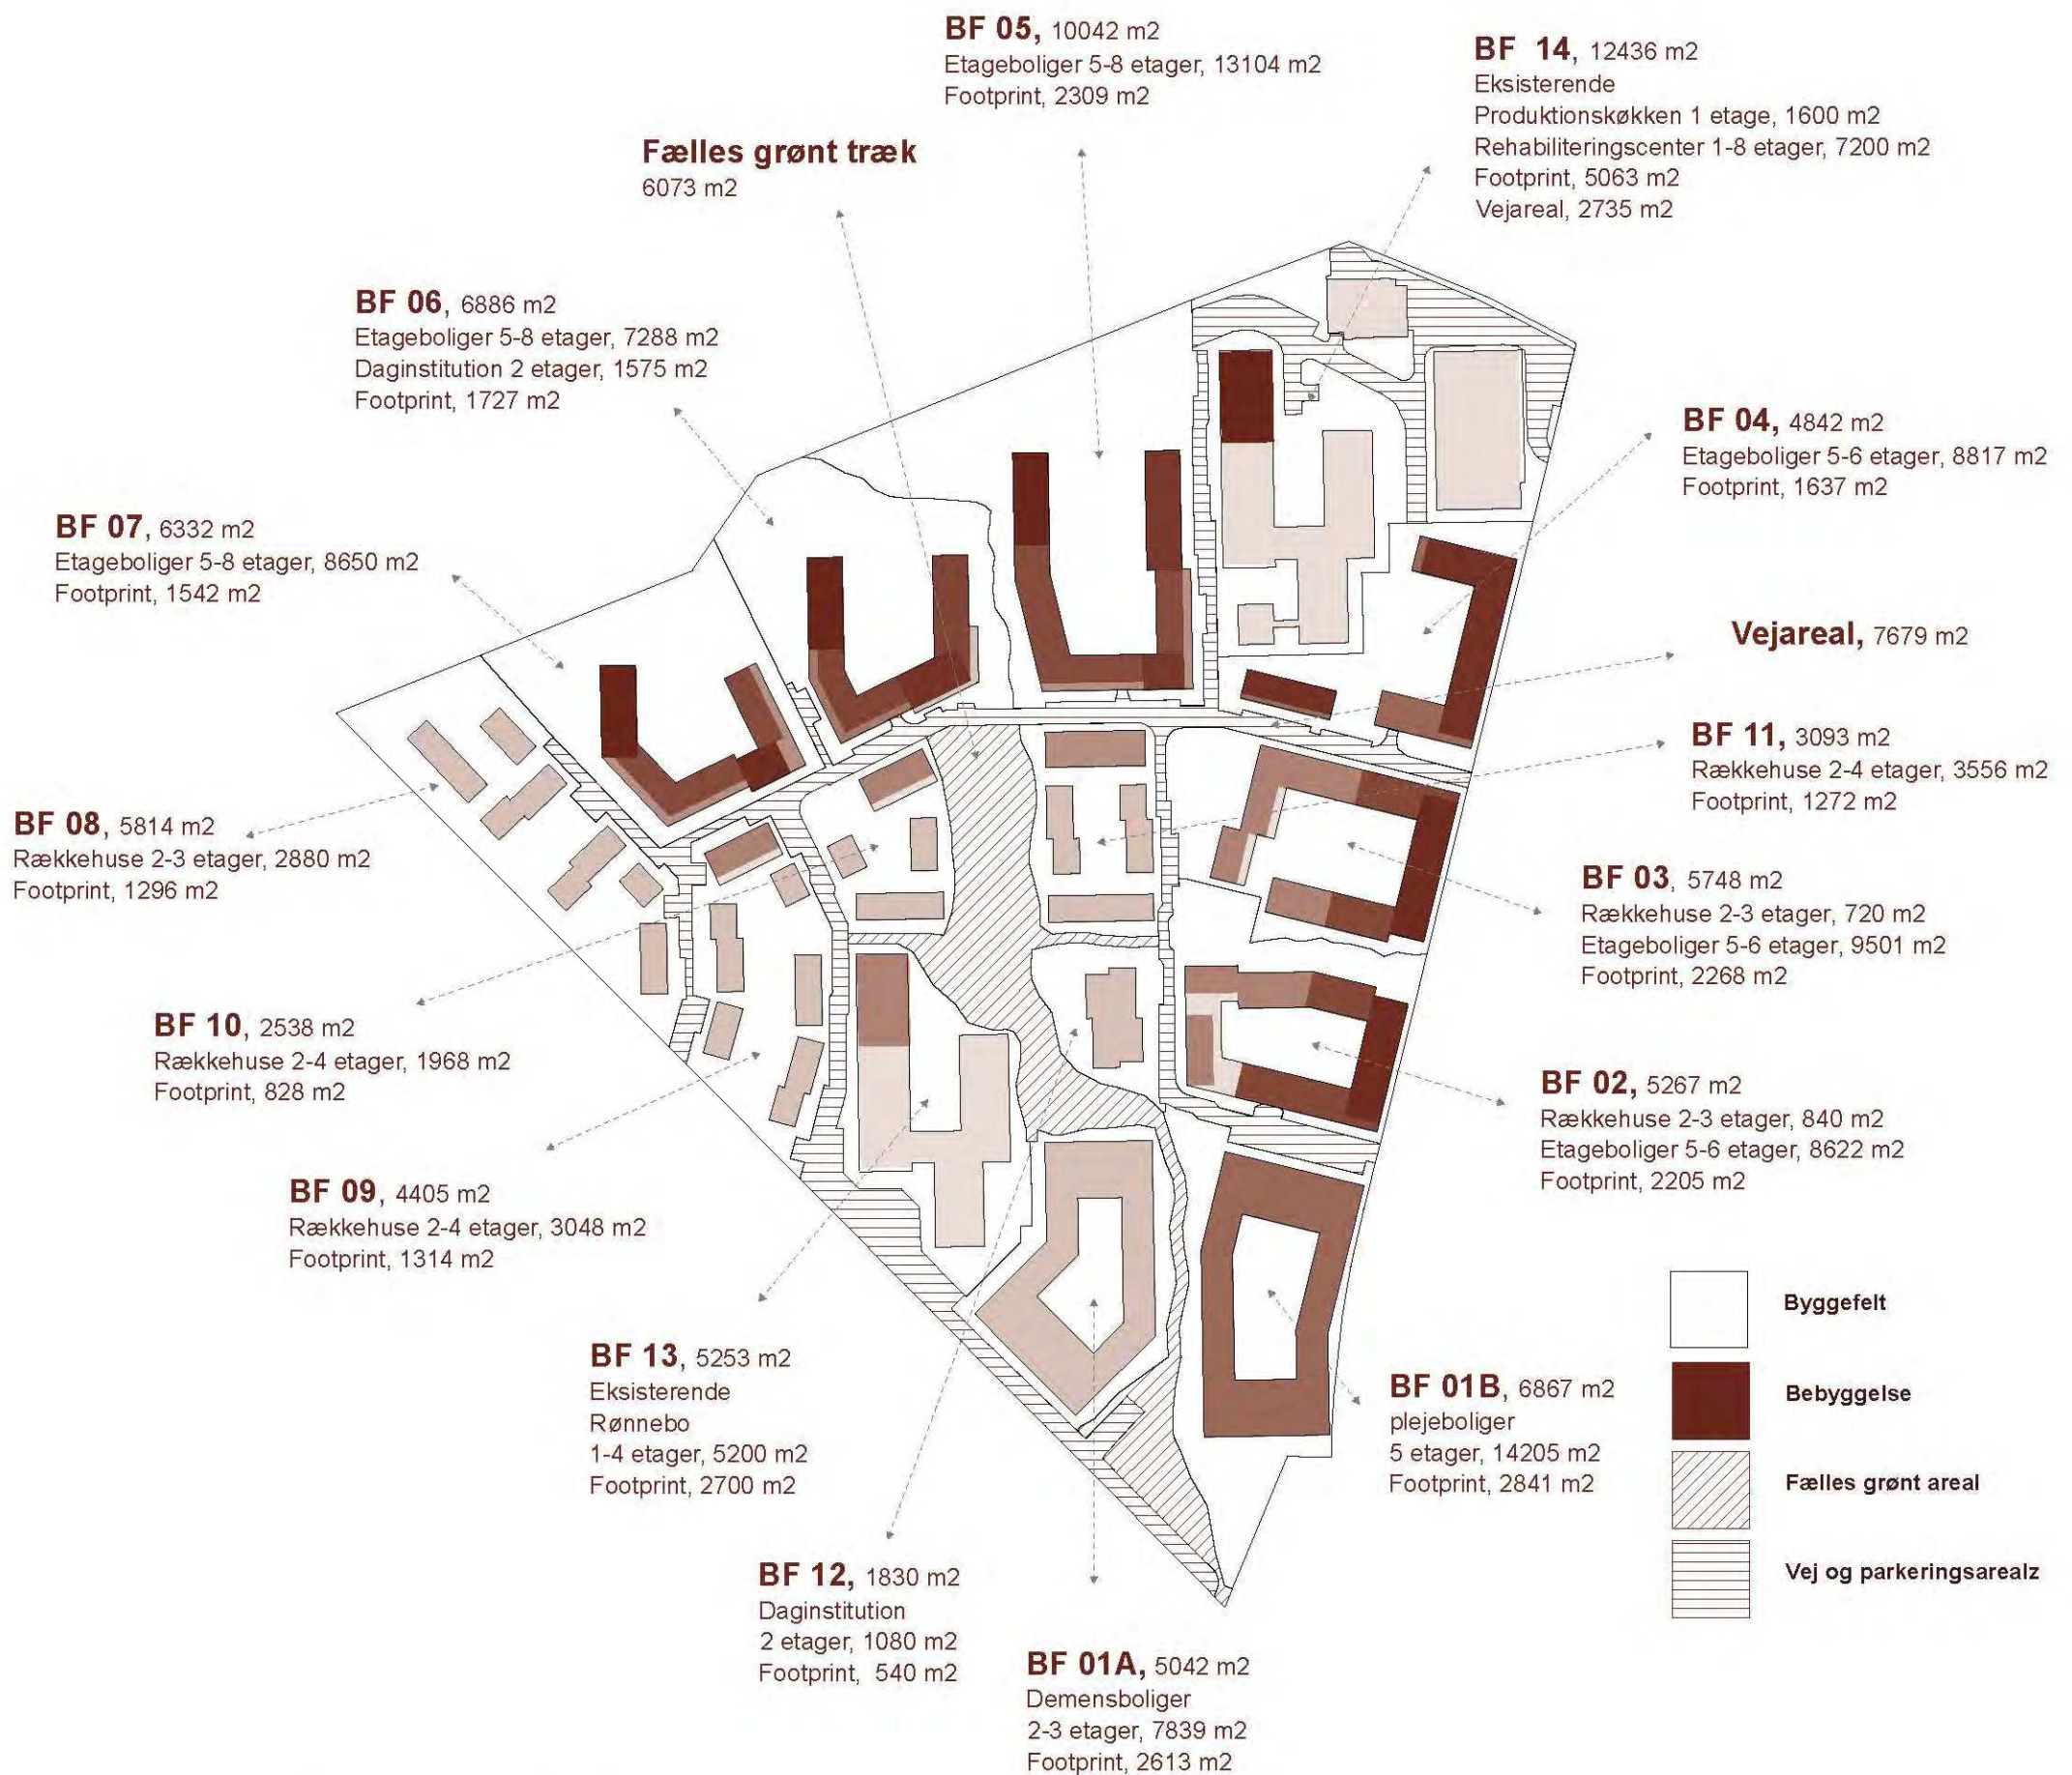 BF 05, 10042 m2
Etageboliger 5-8 etager, 13104 m2
Footprint, 2309 m2
BF 14, 12436 m2
Eksisterende
Produktionskøkken 1 etage, 1600 m2
Rehabiliteringscenter 1-8 etager, 7200 m2
Footprint, 5063 m2
Vejareal, 2735 m2
Fælles grønt træk
6073 m2
BF 06, 6886 m2
Etageboliger 5-8 etager, 7288 m2
Daginstitution 2 etager, 1575 m2
Footprint, 1727 m2
BF 04, 4842 m2
Etageboliger 5-6 etager, 8817 m2
Footprint, 1637 m2
BF 07, 6332 m2
Etageboliger 5-8 etager, 8650 m2
Footprint, 1542 m2
Vejareal, 7679 m2
BF 11, 3093 m2
Rækkehuse 2-4 etager, 3556 m2
Footprint, 1272 m2
BF 08, 5814 m2
Rækkehuse 2-3 etager, 2880 m2
Footprint, 1296 m2
BF 03, 5748 m2
Rækkehuse 2-3 etager, 720 m2
Etageboliger 5-6 etager, 9501 m2
Footprint, 2268 m2
BF 10, 2538 m2
Rækkehuse 2-4 etager, 1968 m2
Footprint, 828 m2
BF 02, 5267 m2
Rækkehuse 2-3 etager, 840 m2
Etageboliger 5-6 etager, 8622 m2
Footprint, 2205 m2
BF 09, 4405 m2
Rækkehuse 2-4 etager, 3048 m2
Footprint, 1314 m2
BF 13, 5253 m2
Eksisterende
Rønnebo
1-4 etager, 5200 m2
Footprint, 2700 m2
BF 01B, 6867 m2
plejeboliger
5 etager, 14205 m2
Footprint, 2841 m2
BF 12, 1830 m2
Daginstitution
2 etager, 1080 m2
Footprint, 540 m2
BF 01A, 5042 m2
Demensboliger
2-3 etager, 7839 m2
Footprint, 2613 m2
Byggefelt
Bebyggelse
Fælles grønt areal
Vej og parkeringsarealz